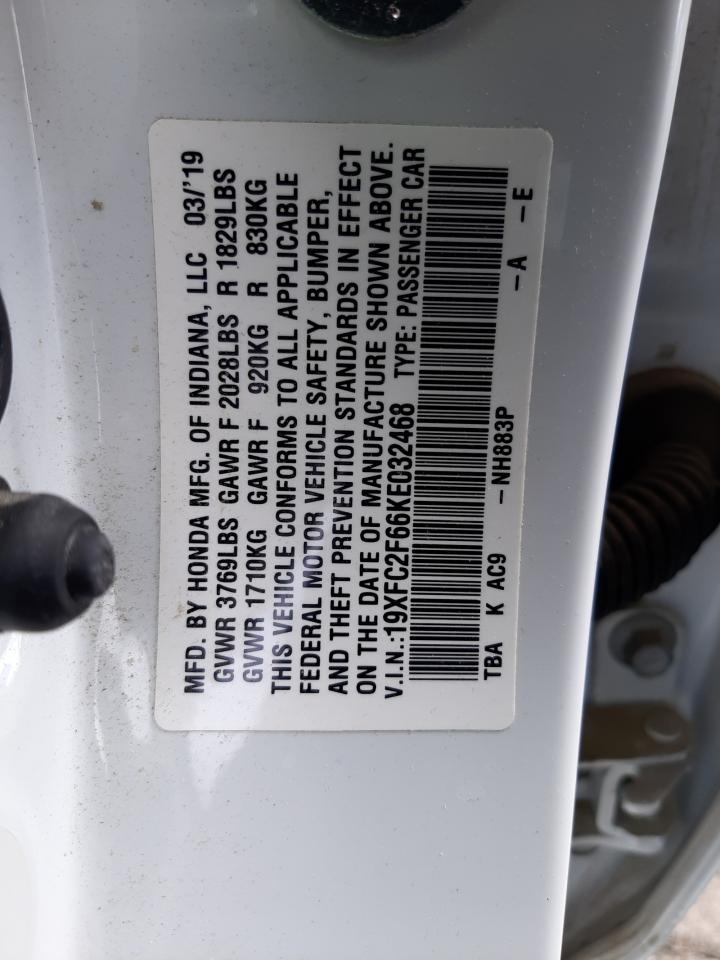 MFD. BY HONDA MFG. OF INDIANA, LLC 03/'19
GVWR 3769LBS GAWR F 2028LBS R 1829LBS
GVWR 1710KG GAWR F 920KG R 830KG
THIS VEHICLE CONFORMS TO ALL APPLICABLE
FEDERAL MOTOR VEHICLE SAFETY, BUMPER,
AND THEFT PREVENTION STANDARDS IN EFFECT
ON THE DATE OF MANUFACTURE SHOWN ABOVE.
V.I.N.:19XFC2F66KE032468 TYPE: PASSENGER CAR
TBA K AC9 -NH883P -A -E